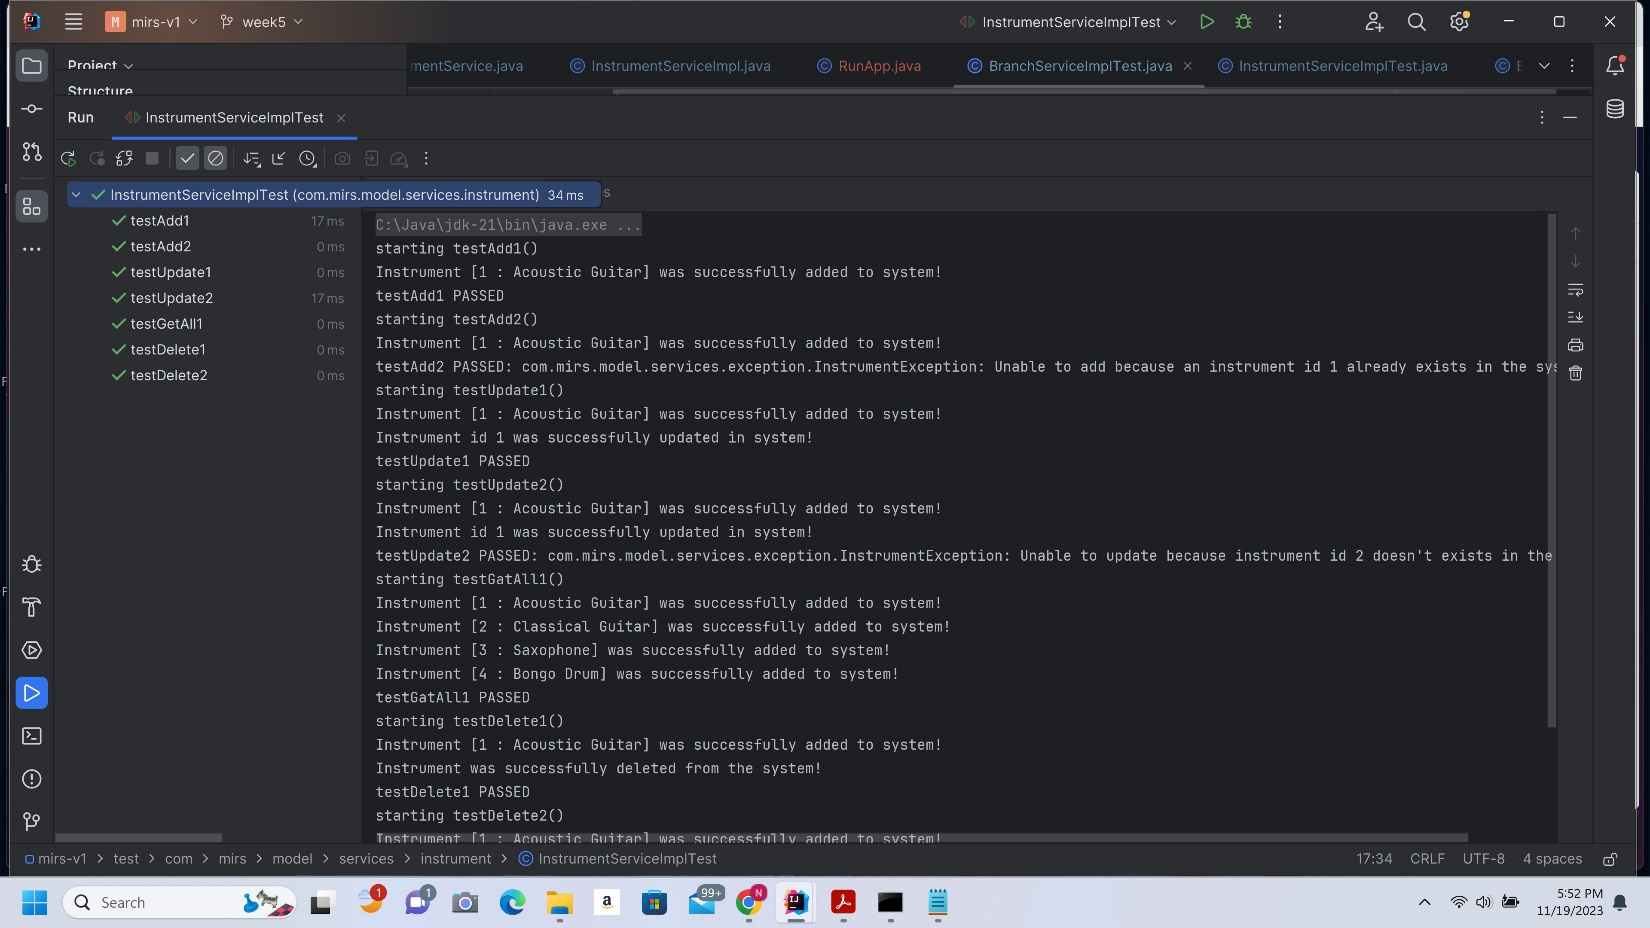 M mirs-v1 week5 InstrumentServiceImplTest
Project mentService.java InstrumentServiceImpl.java RunApp.java BranchServiceImplTest.java InstrumentServiceImplTest.java
Structure
Run InstrumentServiceImplTest
InstrumentServiceImplTest (com.mirs.model.services.instrument) 34 ms s
testAdd1 17 ms
testAdd2 0 ms
testUpdate1 0 ms
testUpdate2 17 ms
testGetAll1 0 ms
testDelete1 0 ms
testDelete2 0 ms
C:\Java\jdk-21\bin\java.exe ...
starting testAdd1()
Instrument [1 : Acoustic Guitar] was successfully added to system!
testAdd1 PASSED
starting testAdd2()
Instrument [1 : Acoustic Guitar] was successfully added to system!
testAdd2 PASSED: com.mirs.model.services.exception.InstrumentException: Unable to add because an instrument id 1 already exists in the sys
starting testUpdate1()
Instrument [1 : Acoustic Guitar] was successfully added to system!
Instrument id 1 was successfully updated in system!
testUpdate1 PASSED
starting testUpdate2()
Instrument [1 : Acoustic Guitar] was successfully added to system!
Instrument id 1 was successfully updated in system!
testUpdate2 PASSED: com.mirs.model.services.exception.InstrumentException: Unable to update because instrument id 2 doesn't exists in the
starting testGatAll1()
Instrument [1 : Acoustic Guitar] was successfully added to system!
Instrument [2 : Classical Guitar] was successfully added to system!
Instrument [3 : Saxophone] was successfully added to system!
Instrument [4 : Bongo Drum] was successfully added to system!
testGatAll1 PASSED
starting testDelete1()
Instrument [1 : Acoustic Guitar] was successfully added to system!
Instrument was successfully deleted from the system!
testDelete1 PASSED
starting testDelete2()
Instrument [1 : Acoustic Guitar] was successfully added to system!
mirs-v1 > test > com > mirs > model > services > instrument > InstrumentServiceImplTest 17:34 CRLF UTF-8 4 spaces
Search 1 1 99+ N 5:52 PM
11/19/2023